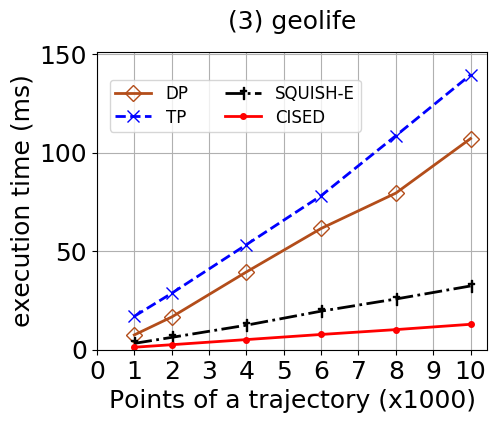 (3) geolife
execution time (ms)
150
100
50
0
DP
TP
SQUISH-E
CISED
0 1 2 3 4 5 6 7 8 9 10
Points of a trajectory (x1000)